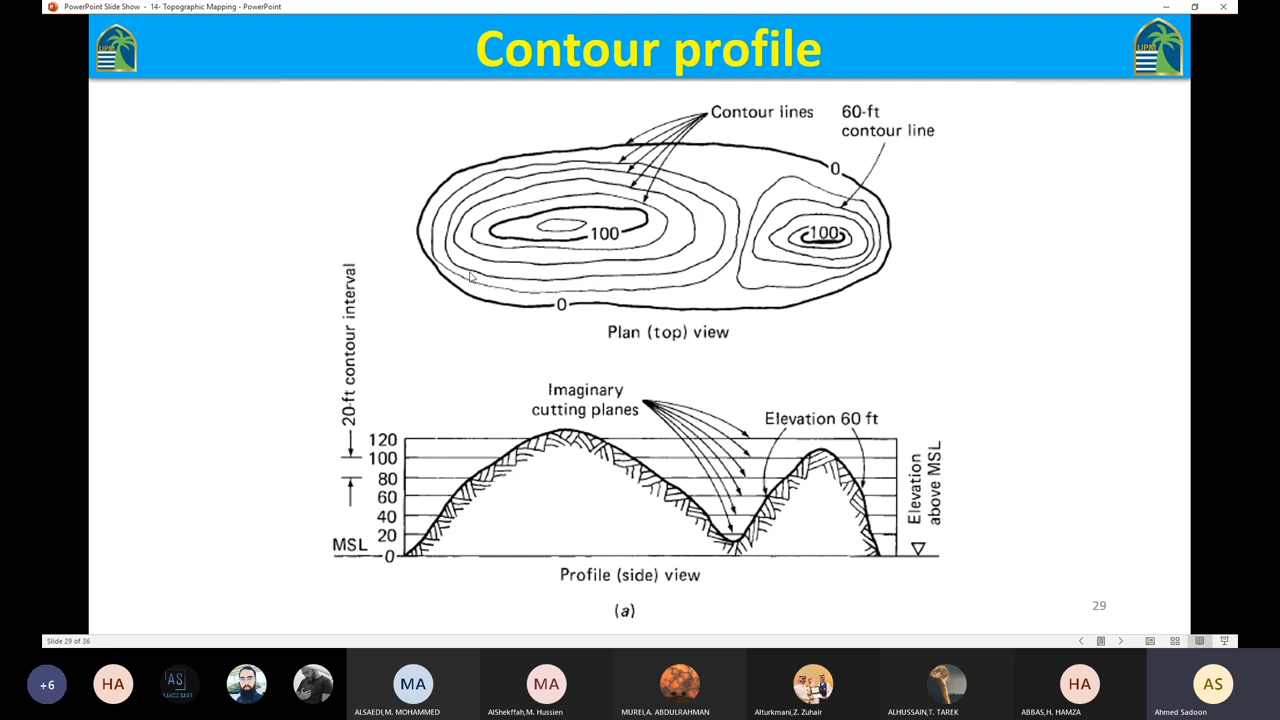 PowerPoint Slide Show - 14- Topographic Mapping - PowerPoint
Contour profile
UPM
UPM
Contour lines
60-ft
contour line
0
100
100
0
Plan (top) view
20-ft contour interval
Imaginary
cutting planes
Elevation 60 ft
120
100
80
60
40
20
MSL
0
Elevation
above MSL
Profile (side) view
(a)
29
Slide 29 of 36
+6
HA
AS
MA
ALSAEDI,M. MOHAMMED
MA
AlShekffah,M. Hussien
MUREI,A. ABDULRAHMAN
Alturkmani,Z. Zuhair
ALHUSSAIN,T. TAREK
HA
ABBAS,H. HAMZA
AS
Ahmed Sadoon